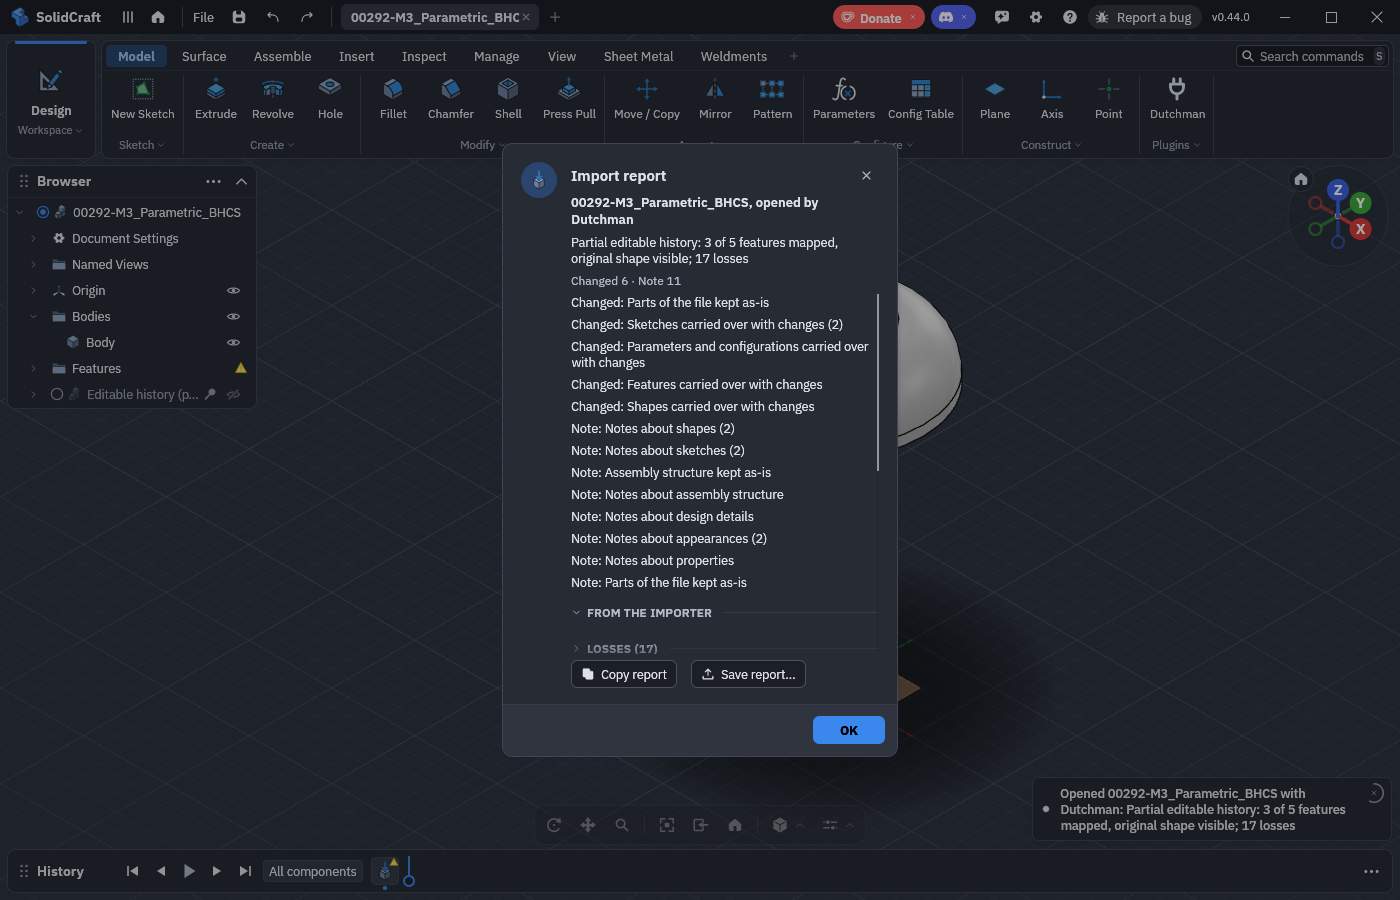 SolidCraft
File
00292-M3_Parametric_BHC
Donate
Report a bug
v0.44.0
Design
Workspace
Model
Surface
Assemble
Insert
Inspect
Manage
View
Sheet Metal
Weldments
Search commands
S
New Sketch
Extrude
Revolve
Hole
Fillet
Chamfer
Shell
Press Pull
Move / Copy
Mirror
Pattern
Parameters
Config Table
Plane
Axis
Point
Dutchman
Sketch
Create
Modify
Construct
Plugins
Browser
00292-M3_Parametric_BHCS
Document Settings
Named Views
Origin
Bodies
Body
Features
Editable history (p...
Z
Y
X
Import report
00292-M3_Parametric_BHCS, opened by
Dutchman
Partial editable history: 3 of 5 features mapped,
original shape visible; 17 losses
Changed 6 · Note 11
Changed: Parts of the file kept as-is
Changed: Sketches carried over with changes (2)
Changed: Parameters and configurations carried over
with changes
Changed: Features carried over with changes
Changed: Shapes carried over with changes
Note: Notes about shapes (2)
Note: Notes about sketches (2)
Note: Assembly structure kept as-is
Note: Notes about assembly structure
Note: Notes about design details
Note: Notes about appearances (2)
Note: Notes about properties
Note: Parts of the file kept as-is
FROM THE IMPORTER
LOSSES (17)
Copy report
Save report...
OK
Opened 00292-M3_Parametric_BHCS with
Dutchman: Partial editable history: 3 of 5 features
mapped, original shape visible; 17 losses
History
All components